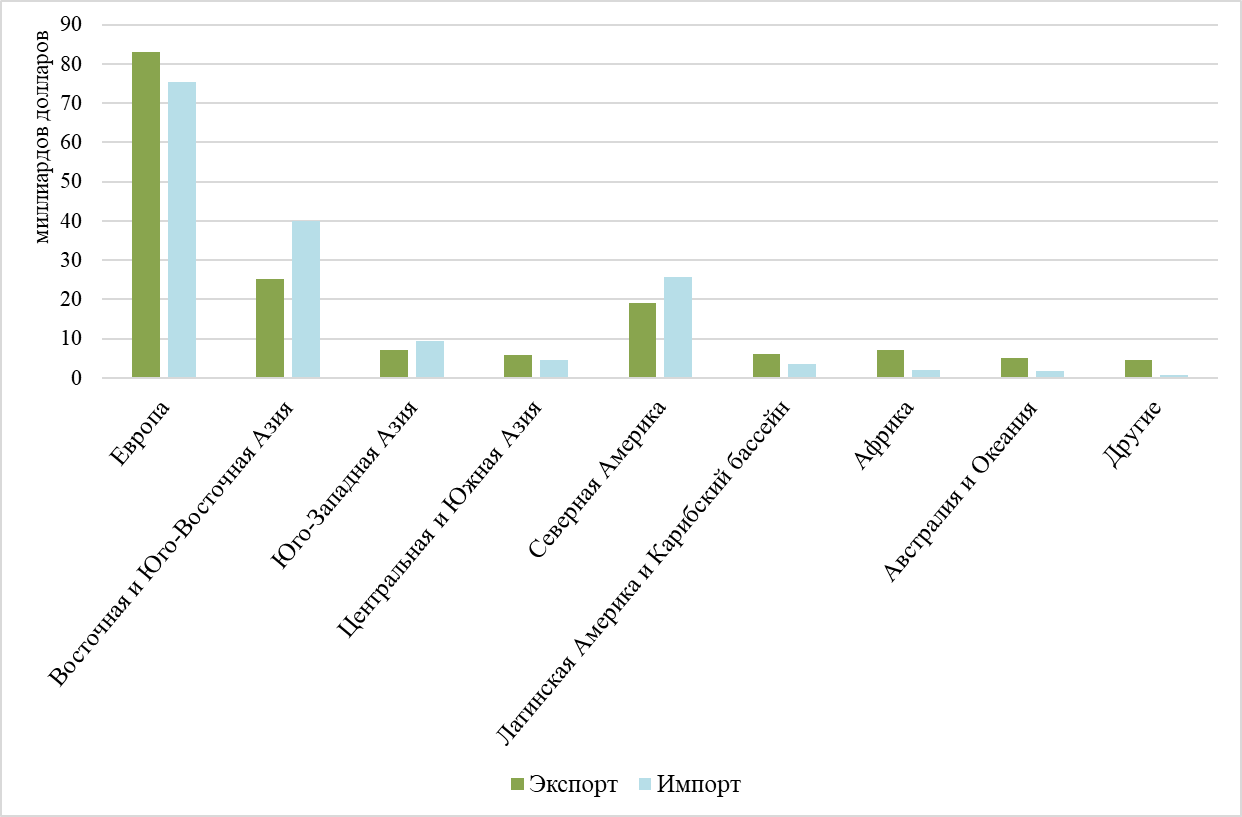 миллиардов долларов
90
80
70
60
50
40
30
20
10
0
Европа
Восточная и Юго-Восточная Азия
Юго-Западная Азия
Центральная и Южная Азия
Северная Америка
Латинская Америка и Карибский бассейн
Африка
Австралия и Океания
Другие
Экспорт
Импорт